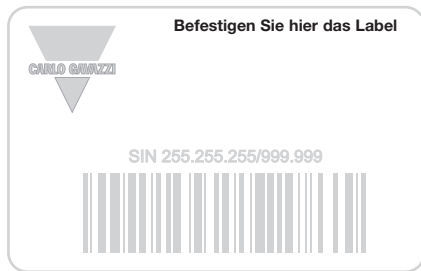 Befestigen Sie hier das Label
CARLO GAVAZZI
SIN 255.255.255/999.999